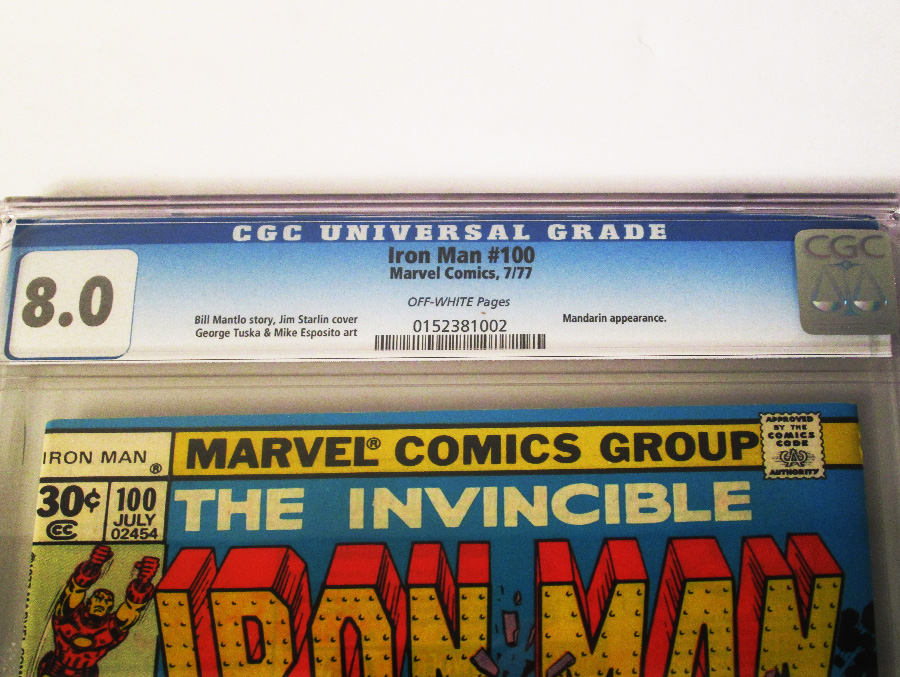 CGC UNIVERSAL GRADE
8.0
Iron Man #100
Marvel Comics, 7/77
OFF-WHITE Pages
Bill Mantlo story, Jim Starlin cover
George Tuska & Mike Esposito art
0152381002
Mandarin appearance.
CGC
IRON MAN®
MARVEL® COMICS GROUP
APPROVED
BY THE
COMICS
CODE
CAS
AUTHORITY
30¢
CC
100
JULY
02454
THE INVINCIBLE
IRON MAN